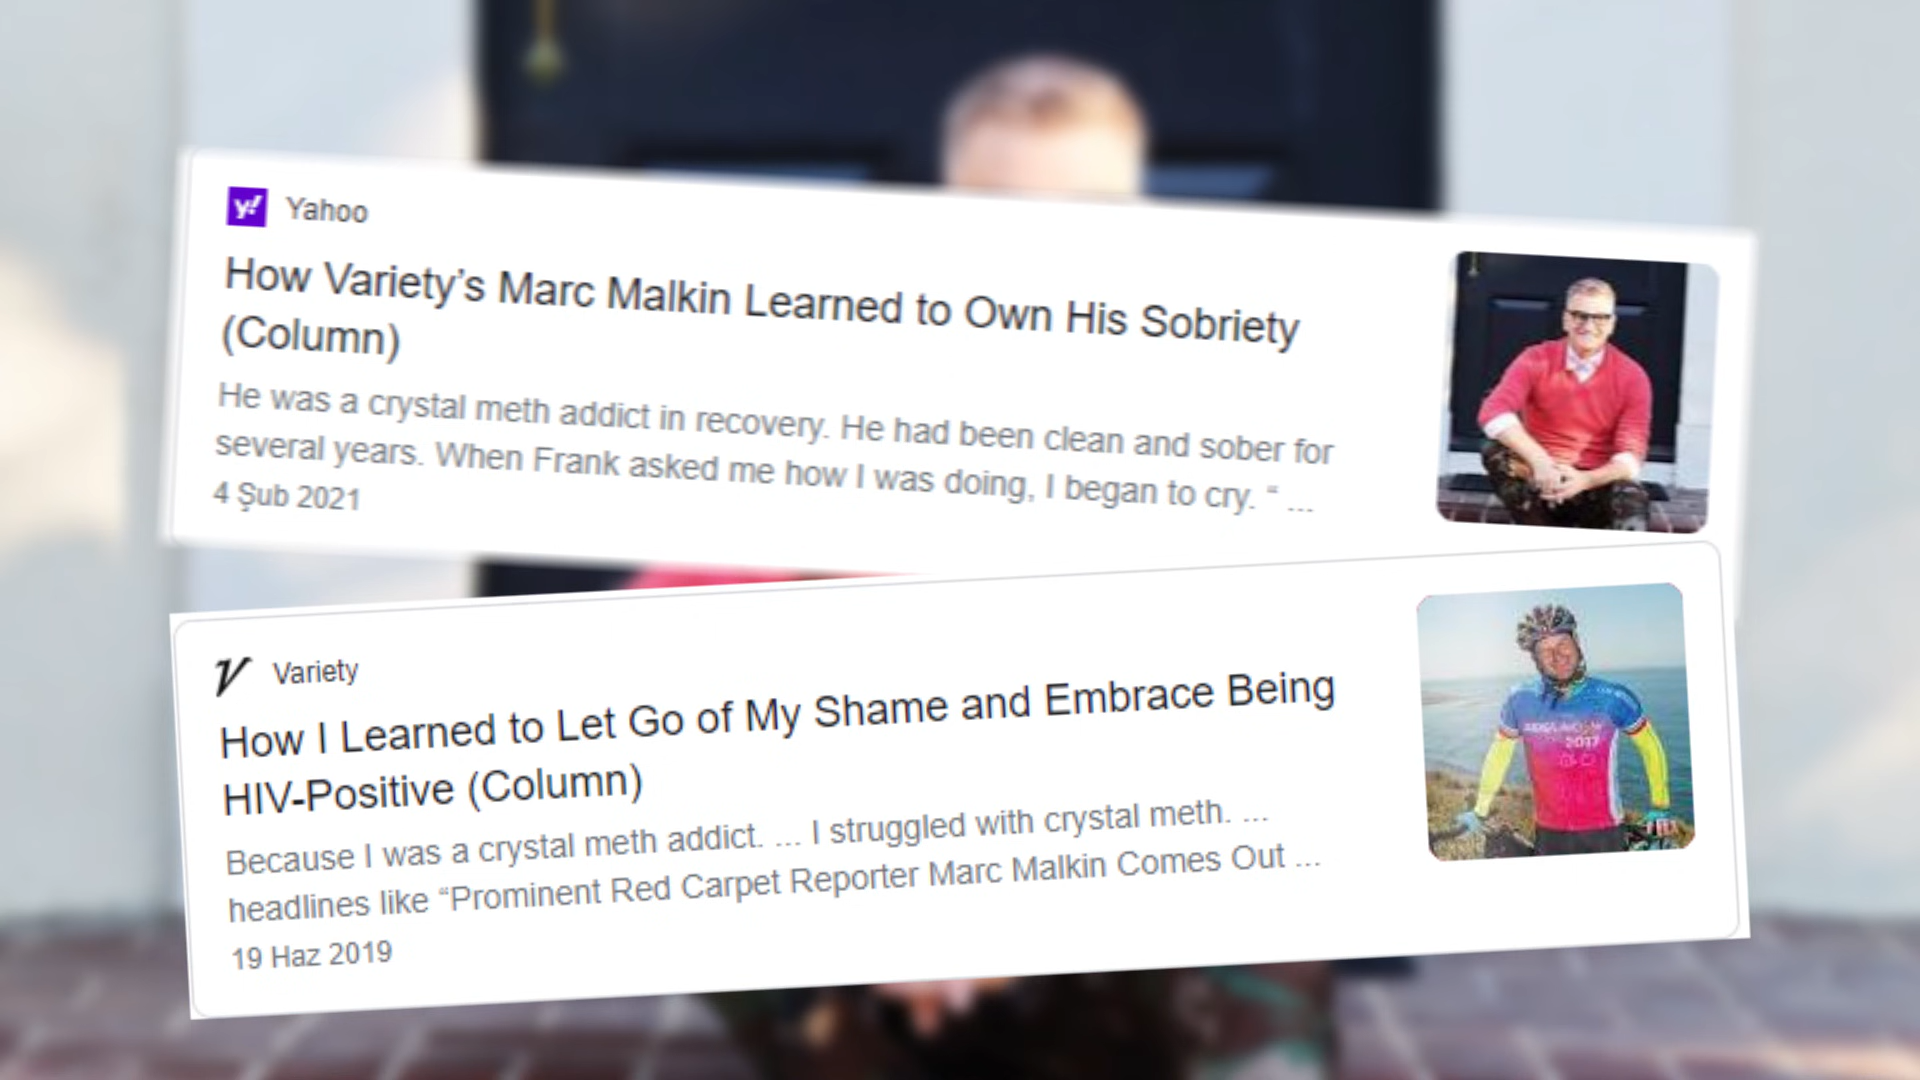 y!
Yahoo
How Variety’s Marc Malkin Learned to Own His Sobriety
(Column)
He was a crystal meth addict in recovery. He had been clean and sober for
several years. When Frank asked me how I was doing, I began to cry. “ ...
4 Şub 2021
V
Variety
How I Learned to Let Go of My Shame and Embrace Being
HIV-Positive (Column)
Because I was a crystal meth addict. ... I struggled with crystal meth. ...
headlines like “Prominent Red Carpet Reporter Marc Malkin Comes Out ...
19 Haz 2019
2017